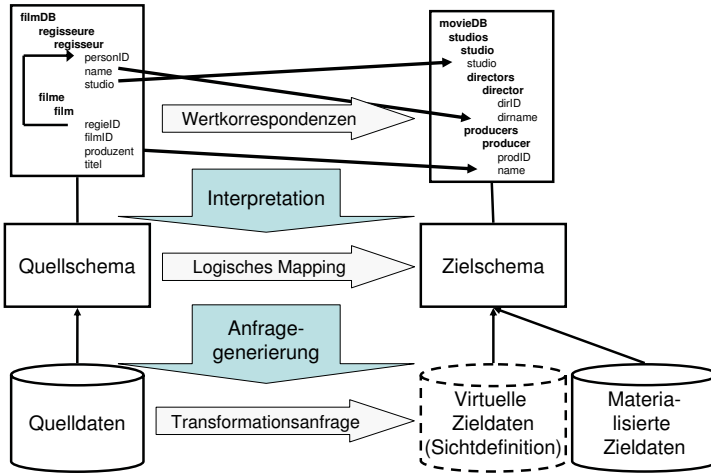 filmDB
regisseure
regisseur
personID
name
studio
filme
film
regieID
filmID
produzent
titel
movieDB
studios
studio
studio
directors
director
dirID
dirname
producers
producer
prodID
name
Wertkorrespondenzen
Interpretation
Quellschema
Logisches Mapping
Zielschema
Anfrage-
generierung
Quelldaten
Transformationsanfrage
Virtuelle
Zieldaten
(Sichtdefinition)
Materia-
lisierte
Zieldaten